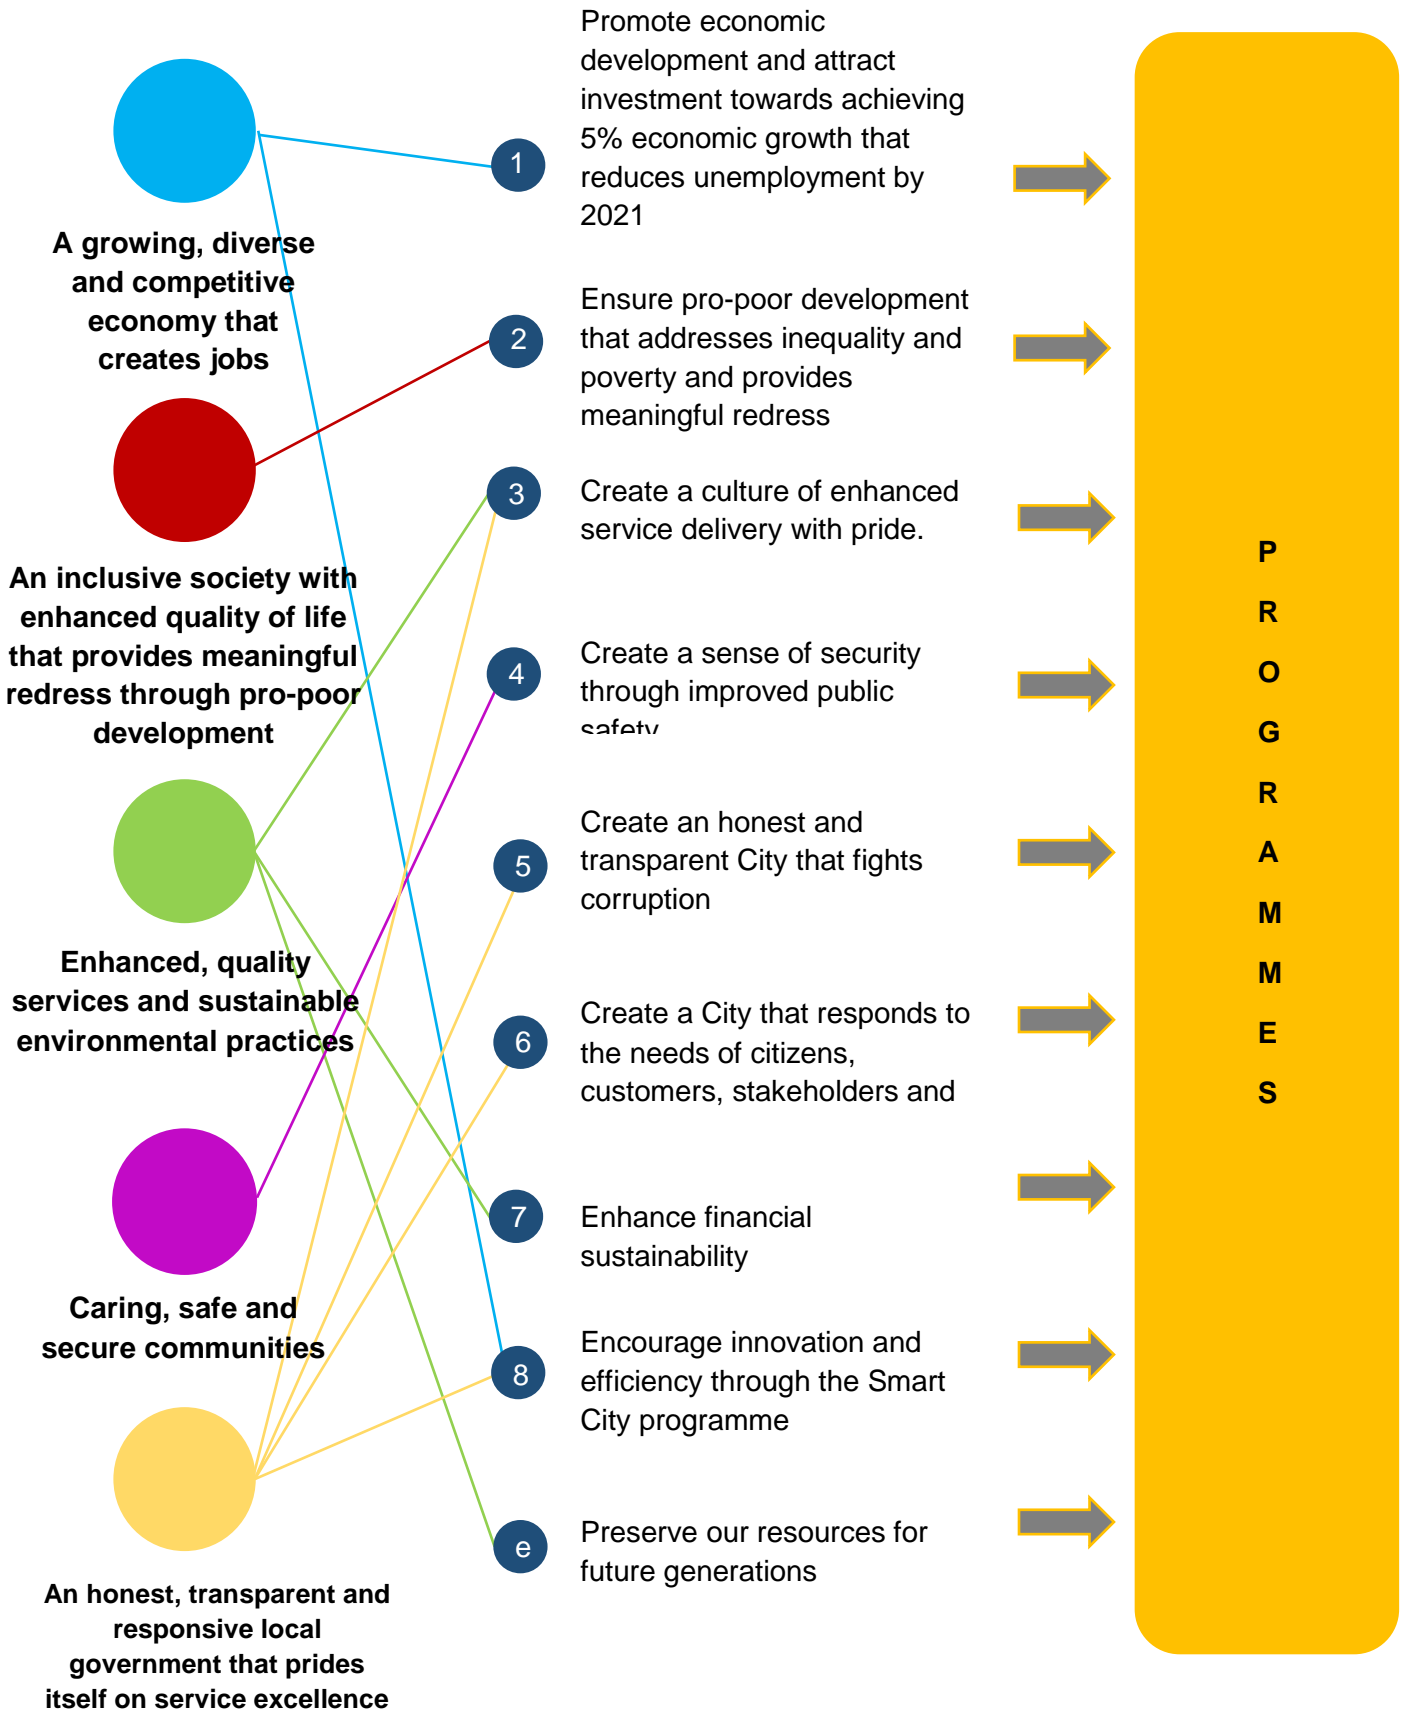 A growing, diverse
and competitive
economy that
creates jobs
An inclusive society with
enhanced quality of life
that provides meaningful
redress through pro-poor
development
Enhanced, quality
services and sustainable
environmental practices
Caring, safe and
secure communities
An honest, transparent and
responsive local
government that prides
itself on service excellence
1
Promote economic
development and attract
investment towards achieving
5% economic growth that
reduces unemployment by
2021
2
Ensure pro-poor development
that addresses inequality and
poverty and provides
meaningful redress
3
Create a culture of enhanced
service delivery with pride.
4
Create a sense of security
through improved public
safety
5
Create an honest and
transparent City that fights
corruption
6
Create a City that responds to
the needs of citizens,
customers, stakeholders and
7
Enhance financial
sustainability
8
Encourage innovation and
efficiency through the Smart
City programme
e
Preserve our resources for
future generations
P
R
O
G
R
A
M
M
E
S